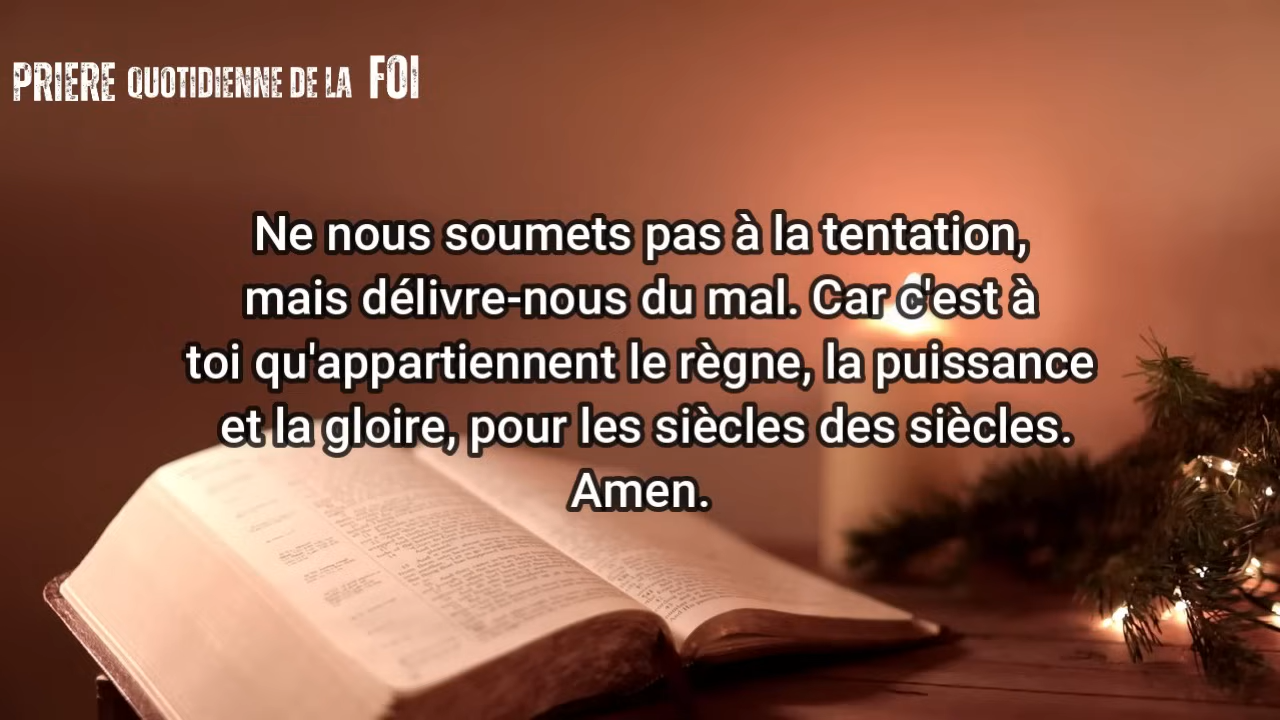 PRIERE QUOTIDIENNE DE LA FOI
Ne nous soumets pas à la tentation,
mais délivre-nous du mal. Car c'est à
toi qu'appartiennent le règne, la puissance
et la gloire, pour les siècles des siècles.
Amen.